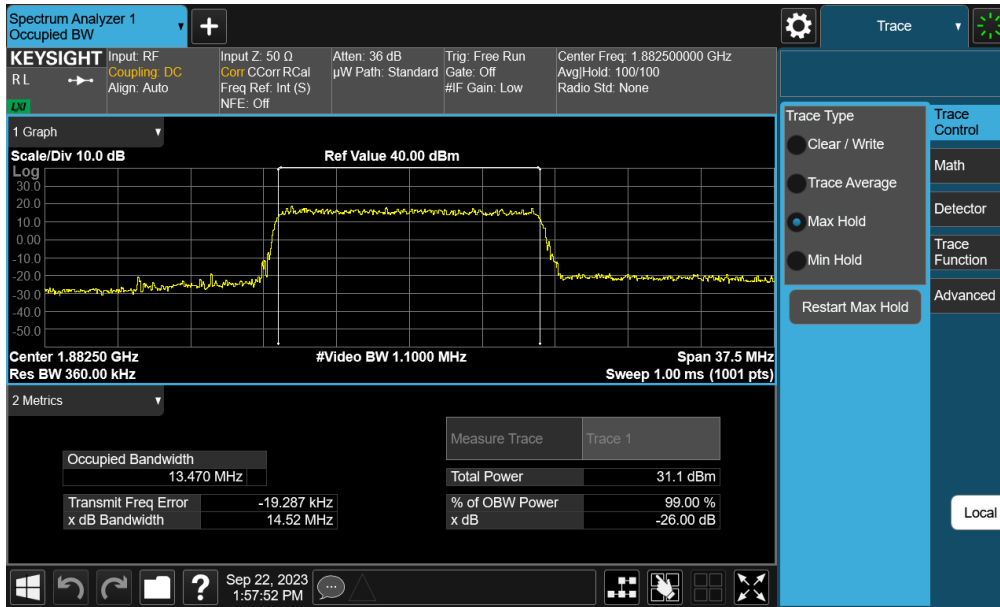 Spectrum Analyzer 1
Occupied BW
Trace
KEYSIGHT
R L
LXI
Input: RF
Coupling: DC
Align: Auto
Input Z: 50 Ω
Corr CCorr RCal
Freq Ref: Int (S)
NFE: Off
Atten: 36 dB
µW Path: Standard
Trig: Free Run
Gate: Off
#IF Gain: Low
Center Freq: 1.882500000 GHz
Avg|Hold: 100/100
Radio Std: None
1 Graph
Scale/Div 10.0 dB
Ref Value 40.00 dBm
Log
30.0
20.0
10.0
0.00
-10.0
-20.0
-30.0
-40.0
-50.0
Center 1.88250 GHz
#Video BW 1.1000 MHz
Span 37.5 MHz
Res BW 360.00 kHz
Sweep 1.00 ms (1001 pts)
2 Metrics
Measure Trace
Trace 1
Occupied Bandwidth
13.470 MHz
Total Power
31.1 dBm
Transmit Freq Error
-19.287 kHz
% of OBW Power
99.00 %
x dB Bandwidth
14.52 MHz
x dB
-26.00 dB
Trace Type
Clear / Write
Trace Average
Max Hold
Min Hold
Restart Max Hold
Trace
Control
Math
Detector
Trace
Function
Advanced
Local
?
Sep 22, 2023
1:57:52 PM